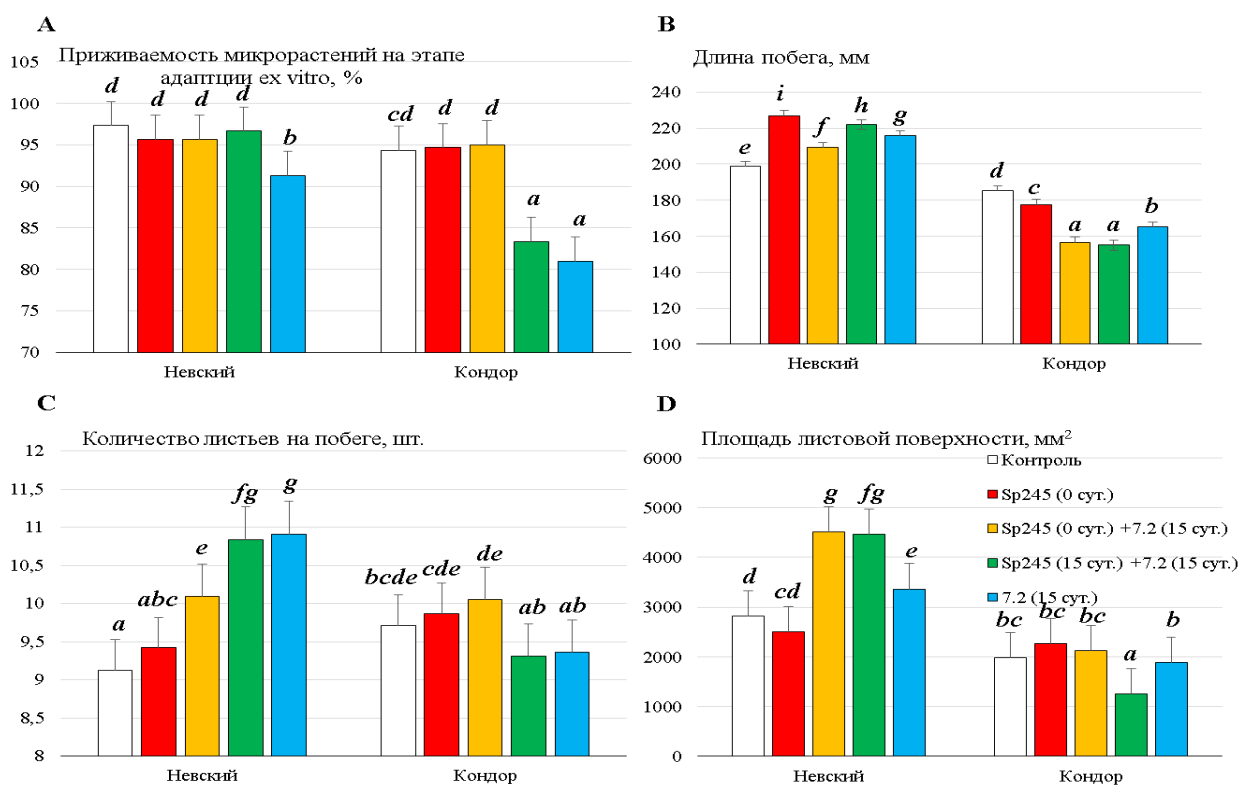 A
Приживаемость микрорастений на этапе
адаптции ex vitro, %
105
100
95
90
85
80
75
70
d d d d b
cd d d a a
Невский Кондор
B
Длина побега, мм
240
220
200
180
160
140
120
100
e i f h g
d c a a b
Невский Кондор
C
Количество листьев на побеге, шт.
12
11,5
11
10,5
10
9,5
9
8,5
8
a abc e fg g
bcde cde de ab ab
Невский Кондор
D
Площадь листовой поверхности, мм²
6000
5000
4000
3000
2000
1000
0
Контроль
Sp245 (0 сут.)
Sp245 (0 сут.) +7.2 (15 сут.)
Sp245 (15 сут.) +7.2 (15 сут.)
7.2 (15 сут.)
d cd g fg e
bc bc bc a b
Невский Кондор